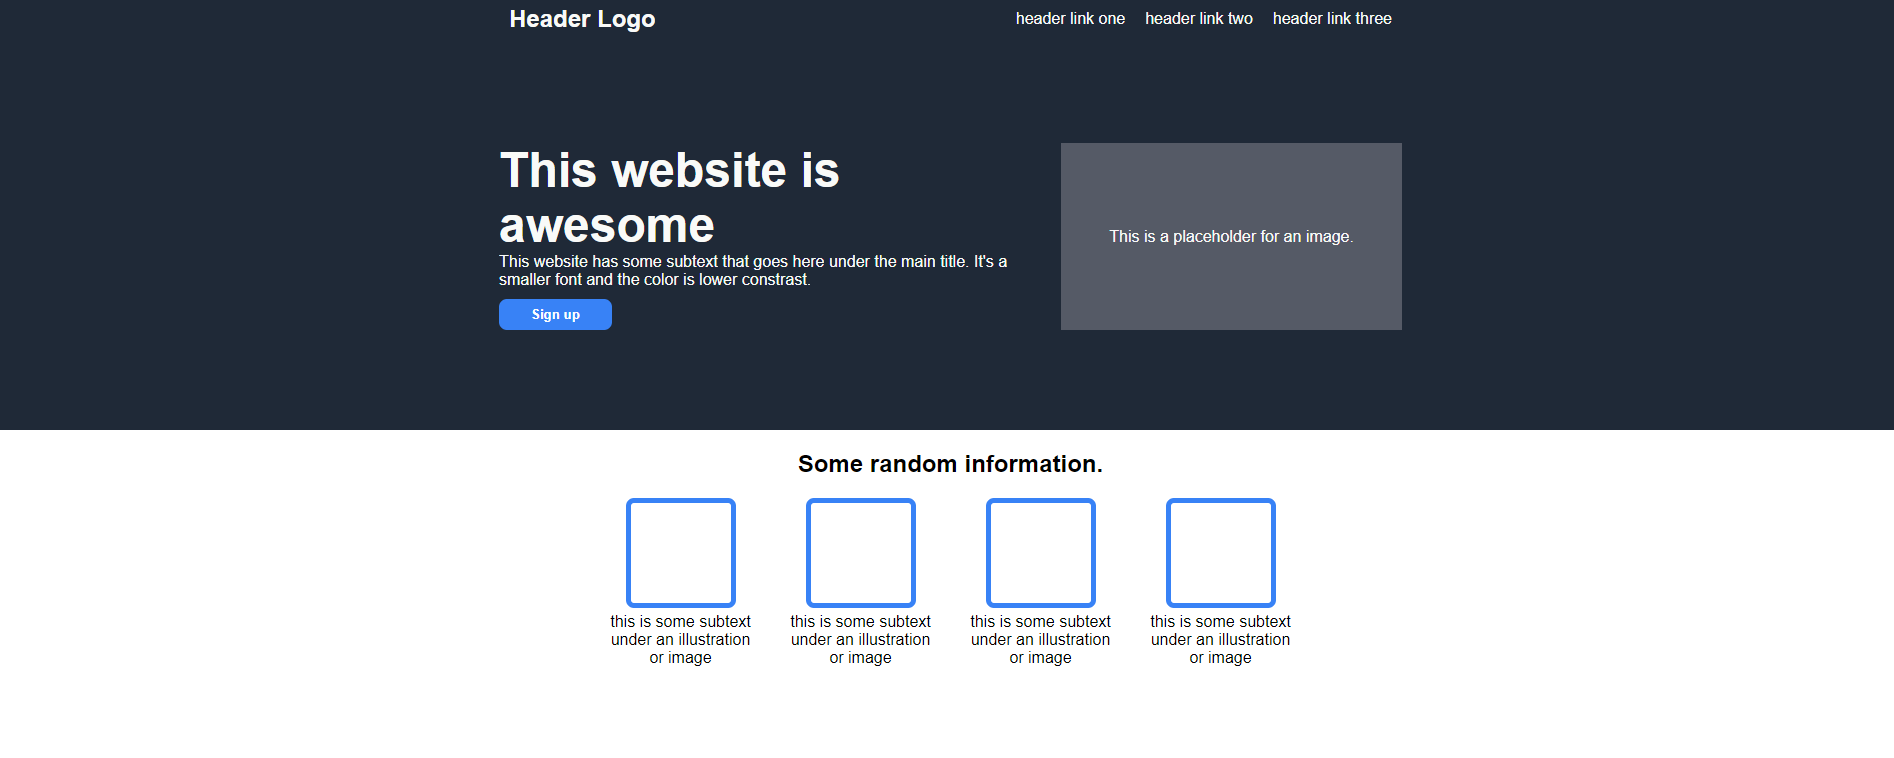 Header Logo
header link one
header link two
header link three
This website is
awesome
This website has some subtext that goes here under the main title. It's a
smaller font and the color is lower constrast.
Sign up
This is a placeholder for an image.
Some random information.
this is some subtext
under an illustration
or image
this is some subtext
under an illustration
or image
this is some subtext
under an illustration
or image
this is some subtext
under an illustration
or image